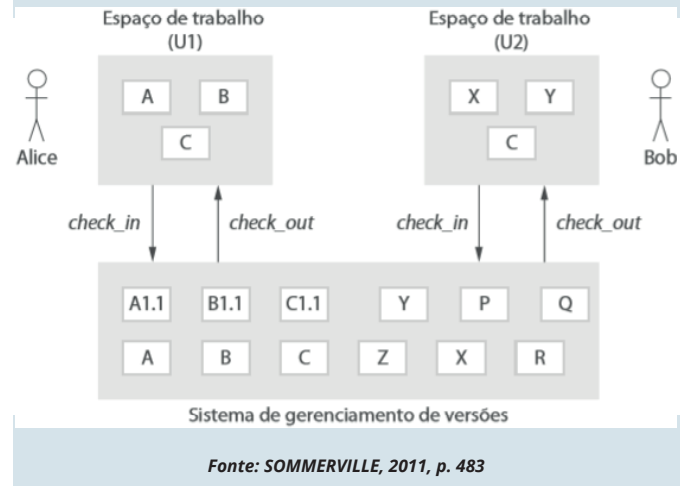 Espaço de trabalho
(U1)
Espaço de trabalho
(U2)
A
B
C
X
Y
C
Alice
Bob
check_in
check_out
check_in
check_out
A1.1
B1.1
C1.1
Y
P
Q
A
B
C
Z
X
R
Sistema de gerenciamento de versões
Fonte: SOMMERVILLE, 2011, p. 483